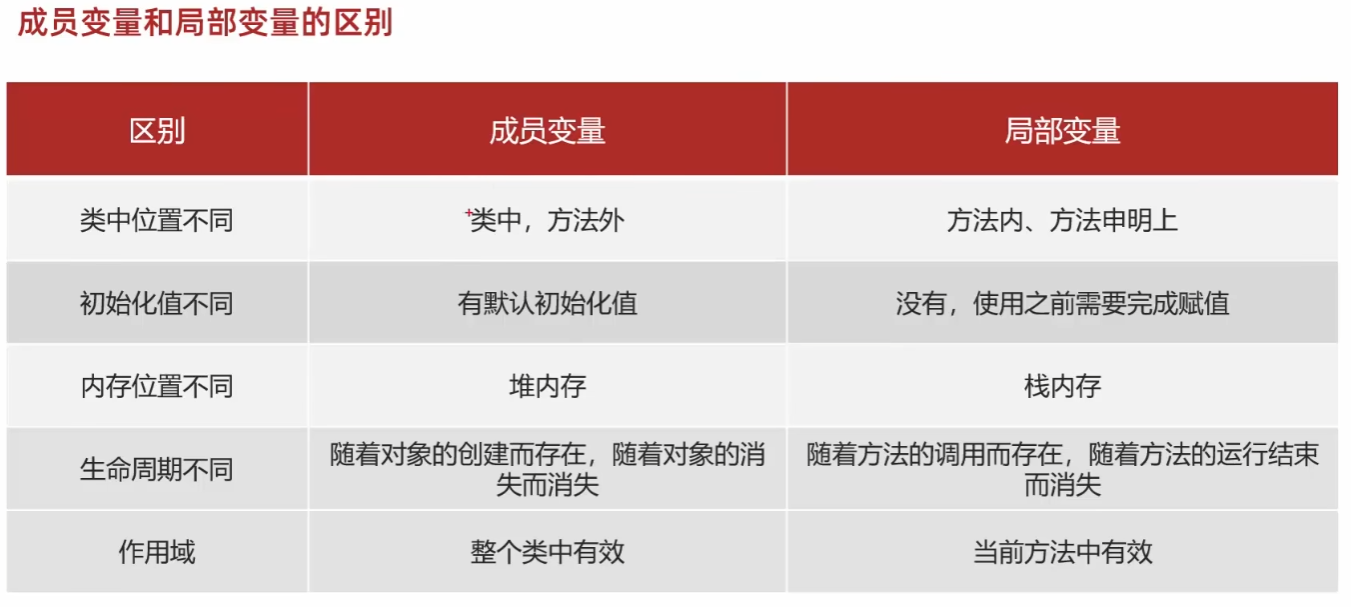 成员变量和局部变量的区别
区别
成员变量
局部变量
类中位置不同
类中，方法外
方法内、方法申明上
初始化值不同
有默认初始化值
没有，使用之前需要完成赋值
内存位置不同
堆内存
栈内存
生命周期不同
随着对象的创建而存在，随着对象的消
失而消失
随着方法的调用而存在，随着方法的运行结束
而消失
作用域
整个类中有效
当前方法中有效